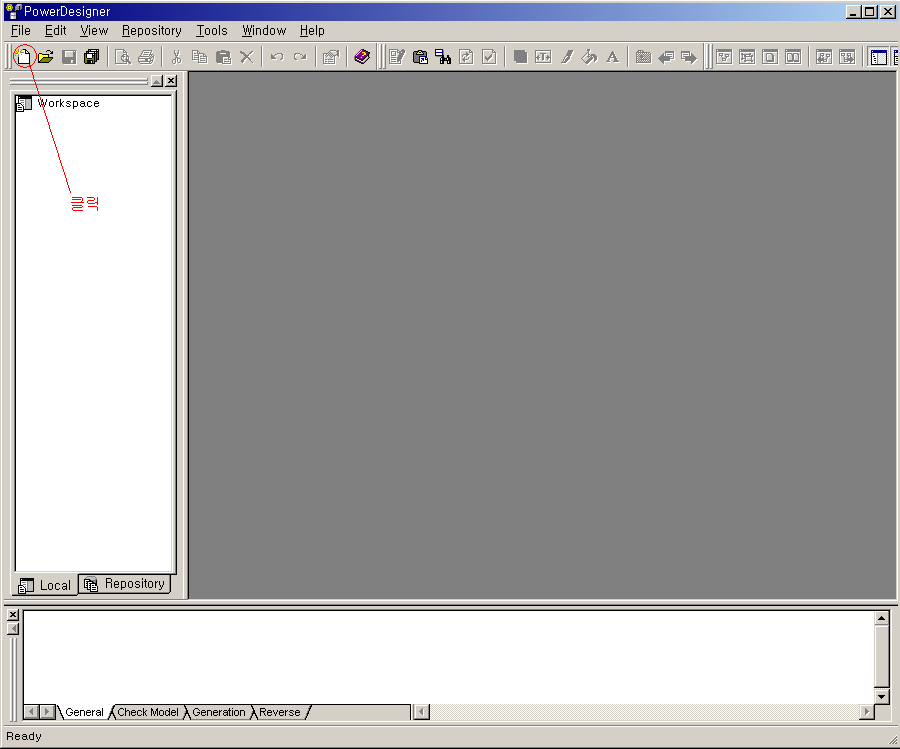 PowerDesigner
File Edit View Repository Tools Window Help
Workspace
클릭
Local Repository
General Check Model Generation Reverse
Ready